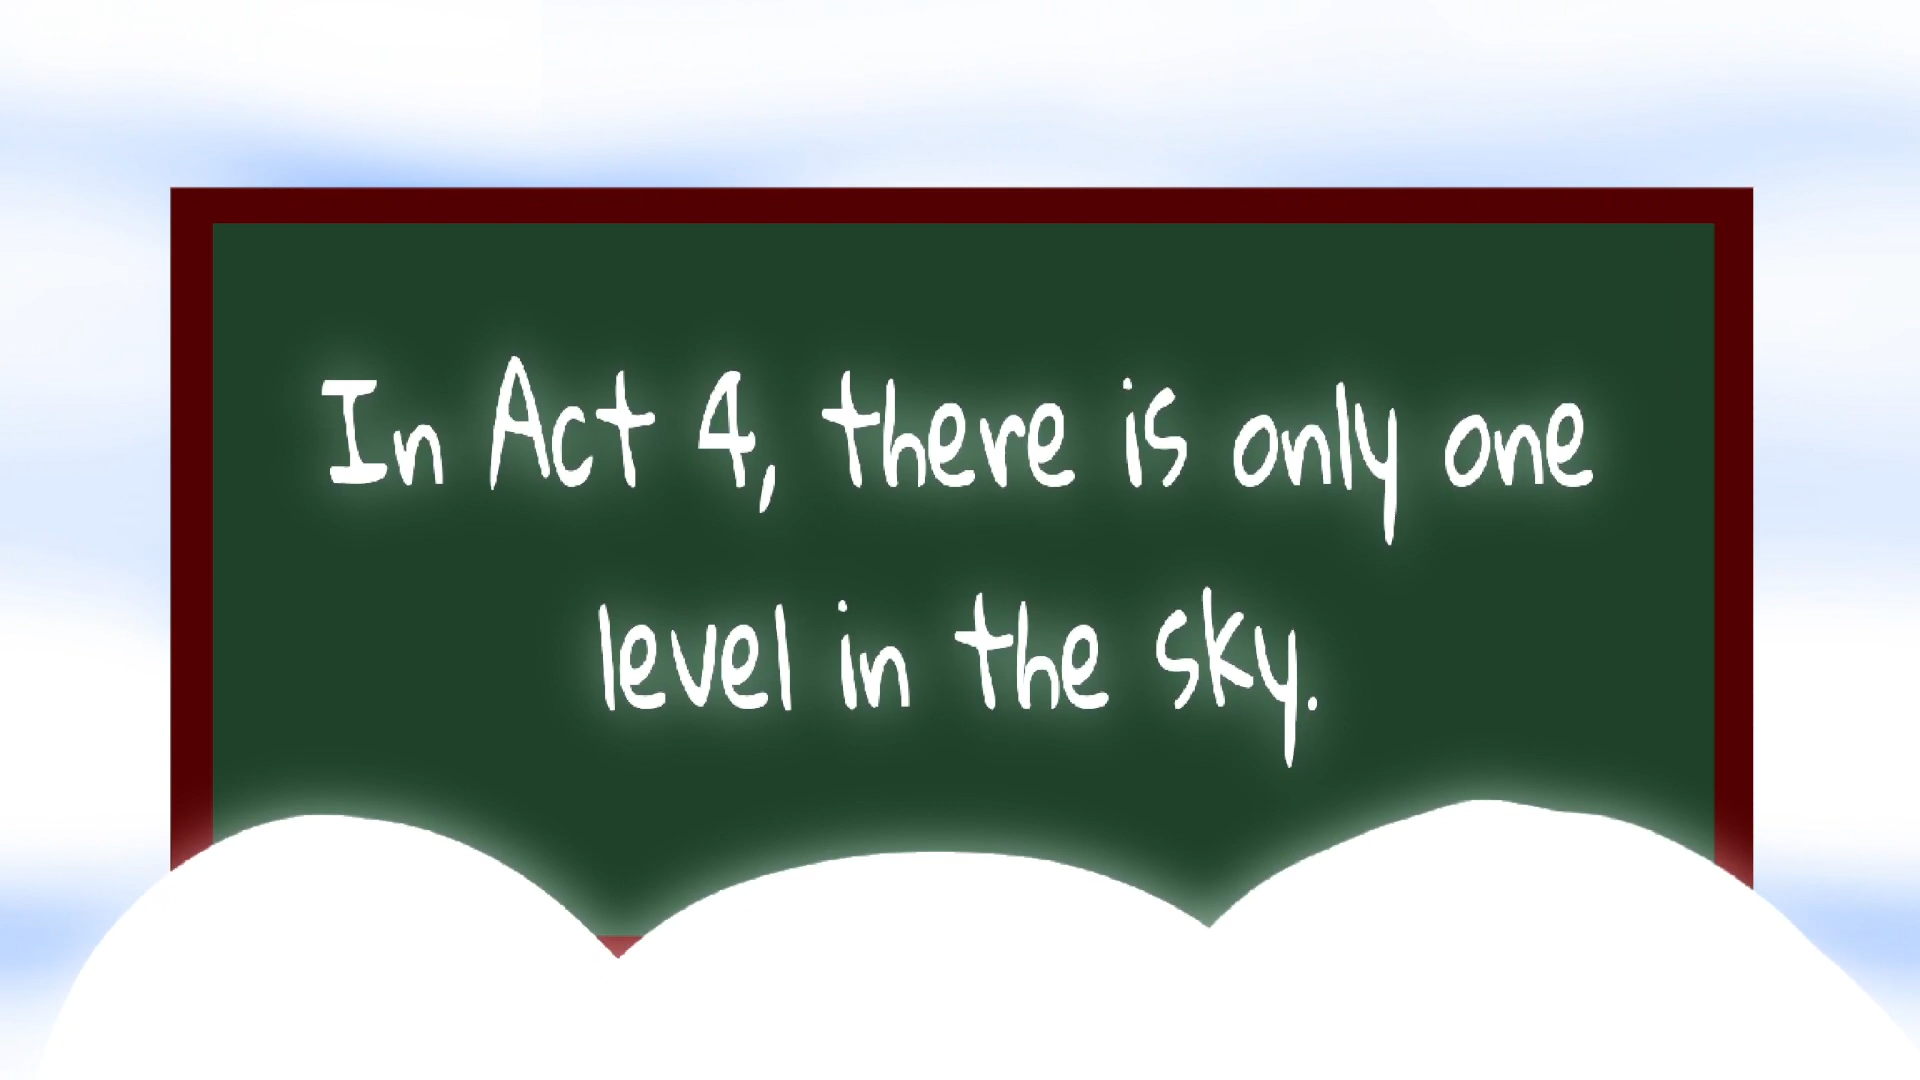 In Act 4, there is only one
level in the sky.